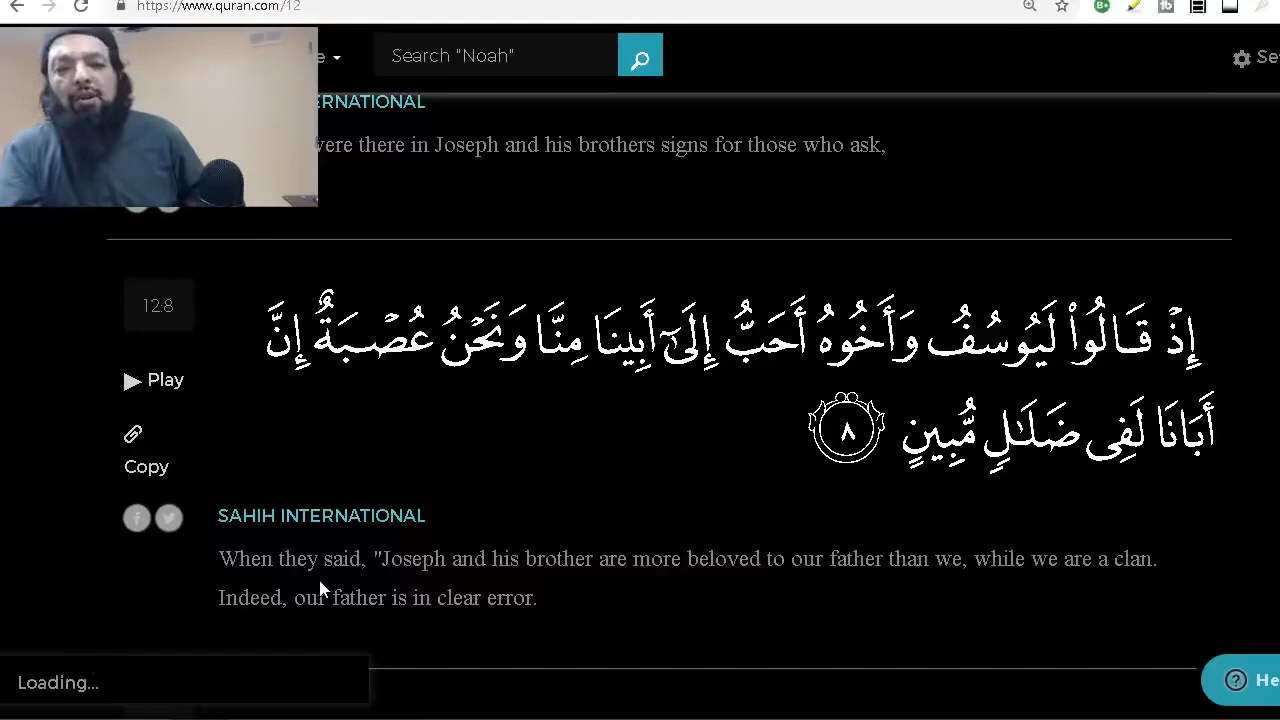 https://www.quran.com/12
Search "Noah"
ERNATIONAL
were there in Joseph and his brothers signs for those who ask,
12:8
إِذۡ قَالُواْ لَيُوسُفُ وَأَخُوهُ أَحَبُّ إِلَىٰٓ أَبِينَا مِنَّا وَنَحۡنُ عُصۡبَةٌ إِنَّ
أَبَانَا لَفِى ضَلَـٰلٍ مُّبِينٍ ٨
Play
Copy
SAHIH INTERNATIONAL
When they said, "Joseph and his brother are more beloved to our father than we, while we are a clan.
Indeed, our father is in clear error.
Loading...